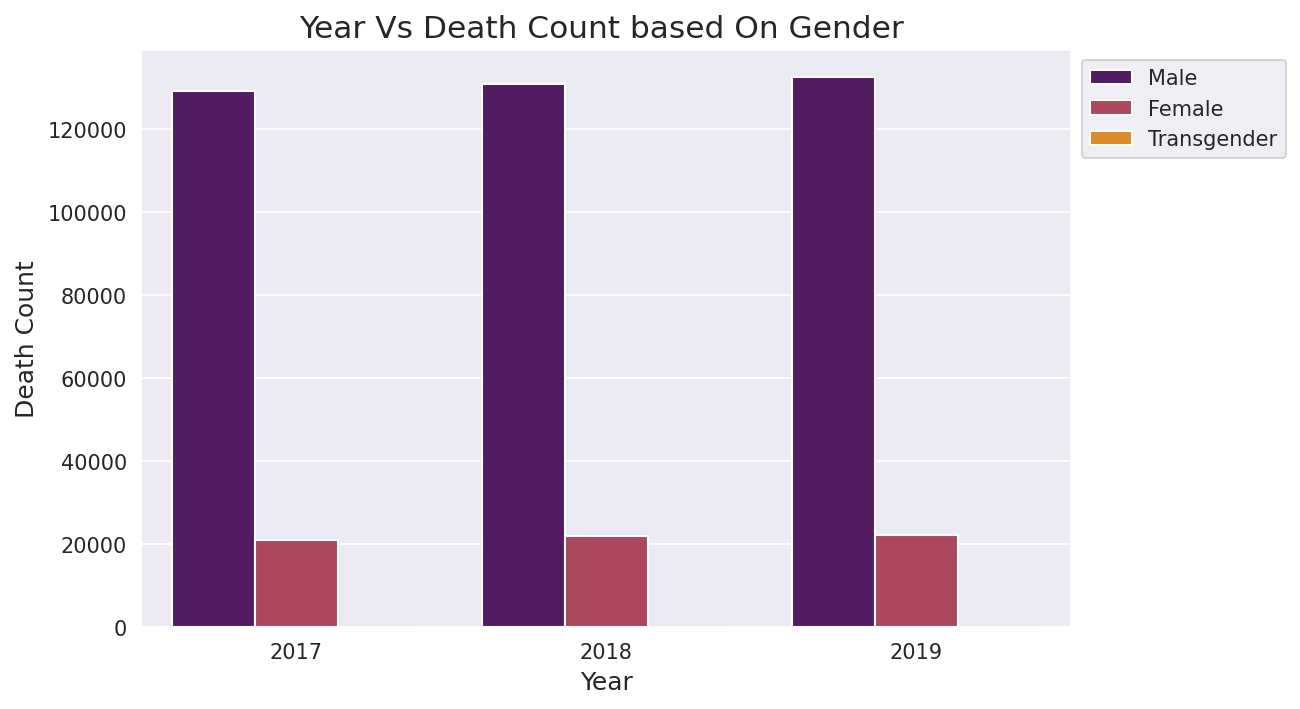 Year Vs Death Count based On Gender
Male
Female
Transgender
120000
100000
80000
60000
40000
20000
0
Death Count
2017
2018
2019
Year